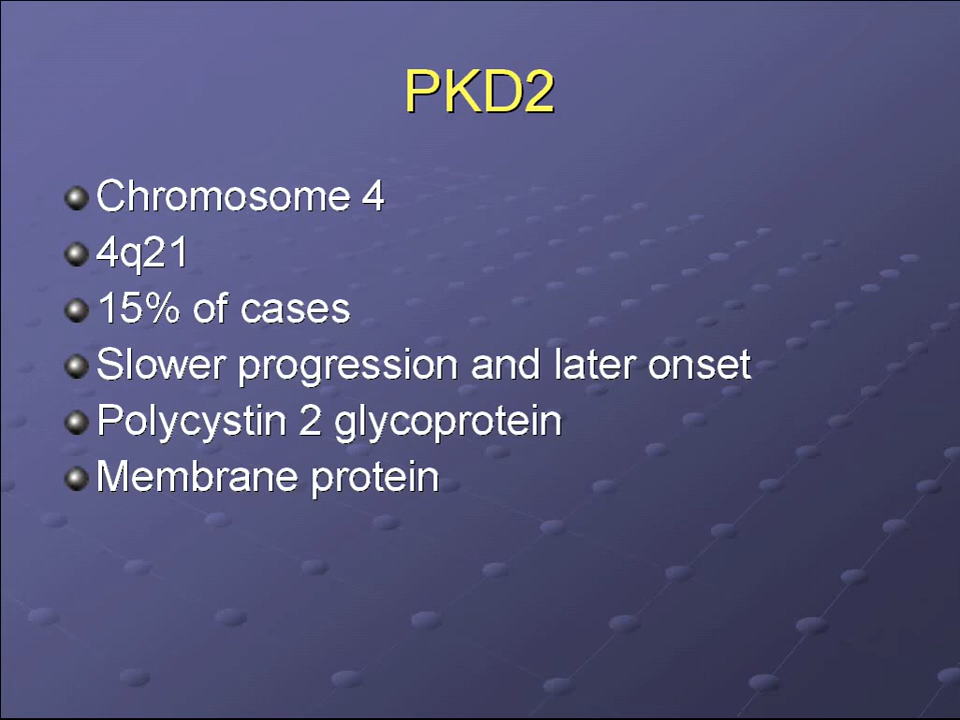 PKD2
Chromosome 4
4q21
15% of cases
Slower progression and later onset
Polycystin 2 glycoprotein
Membrane protein